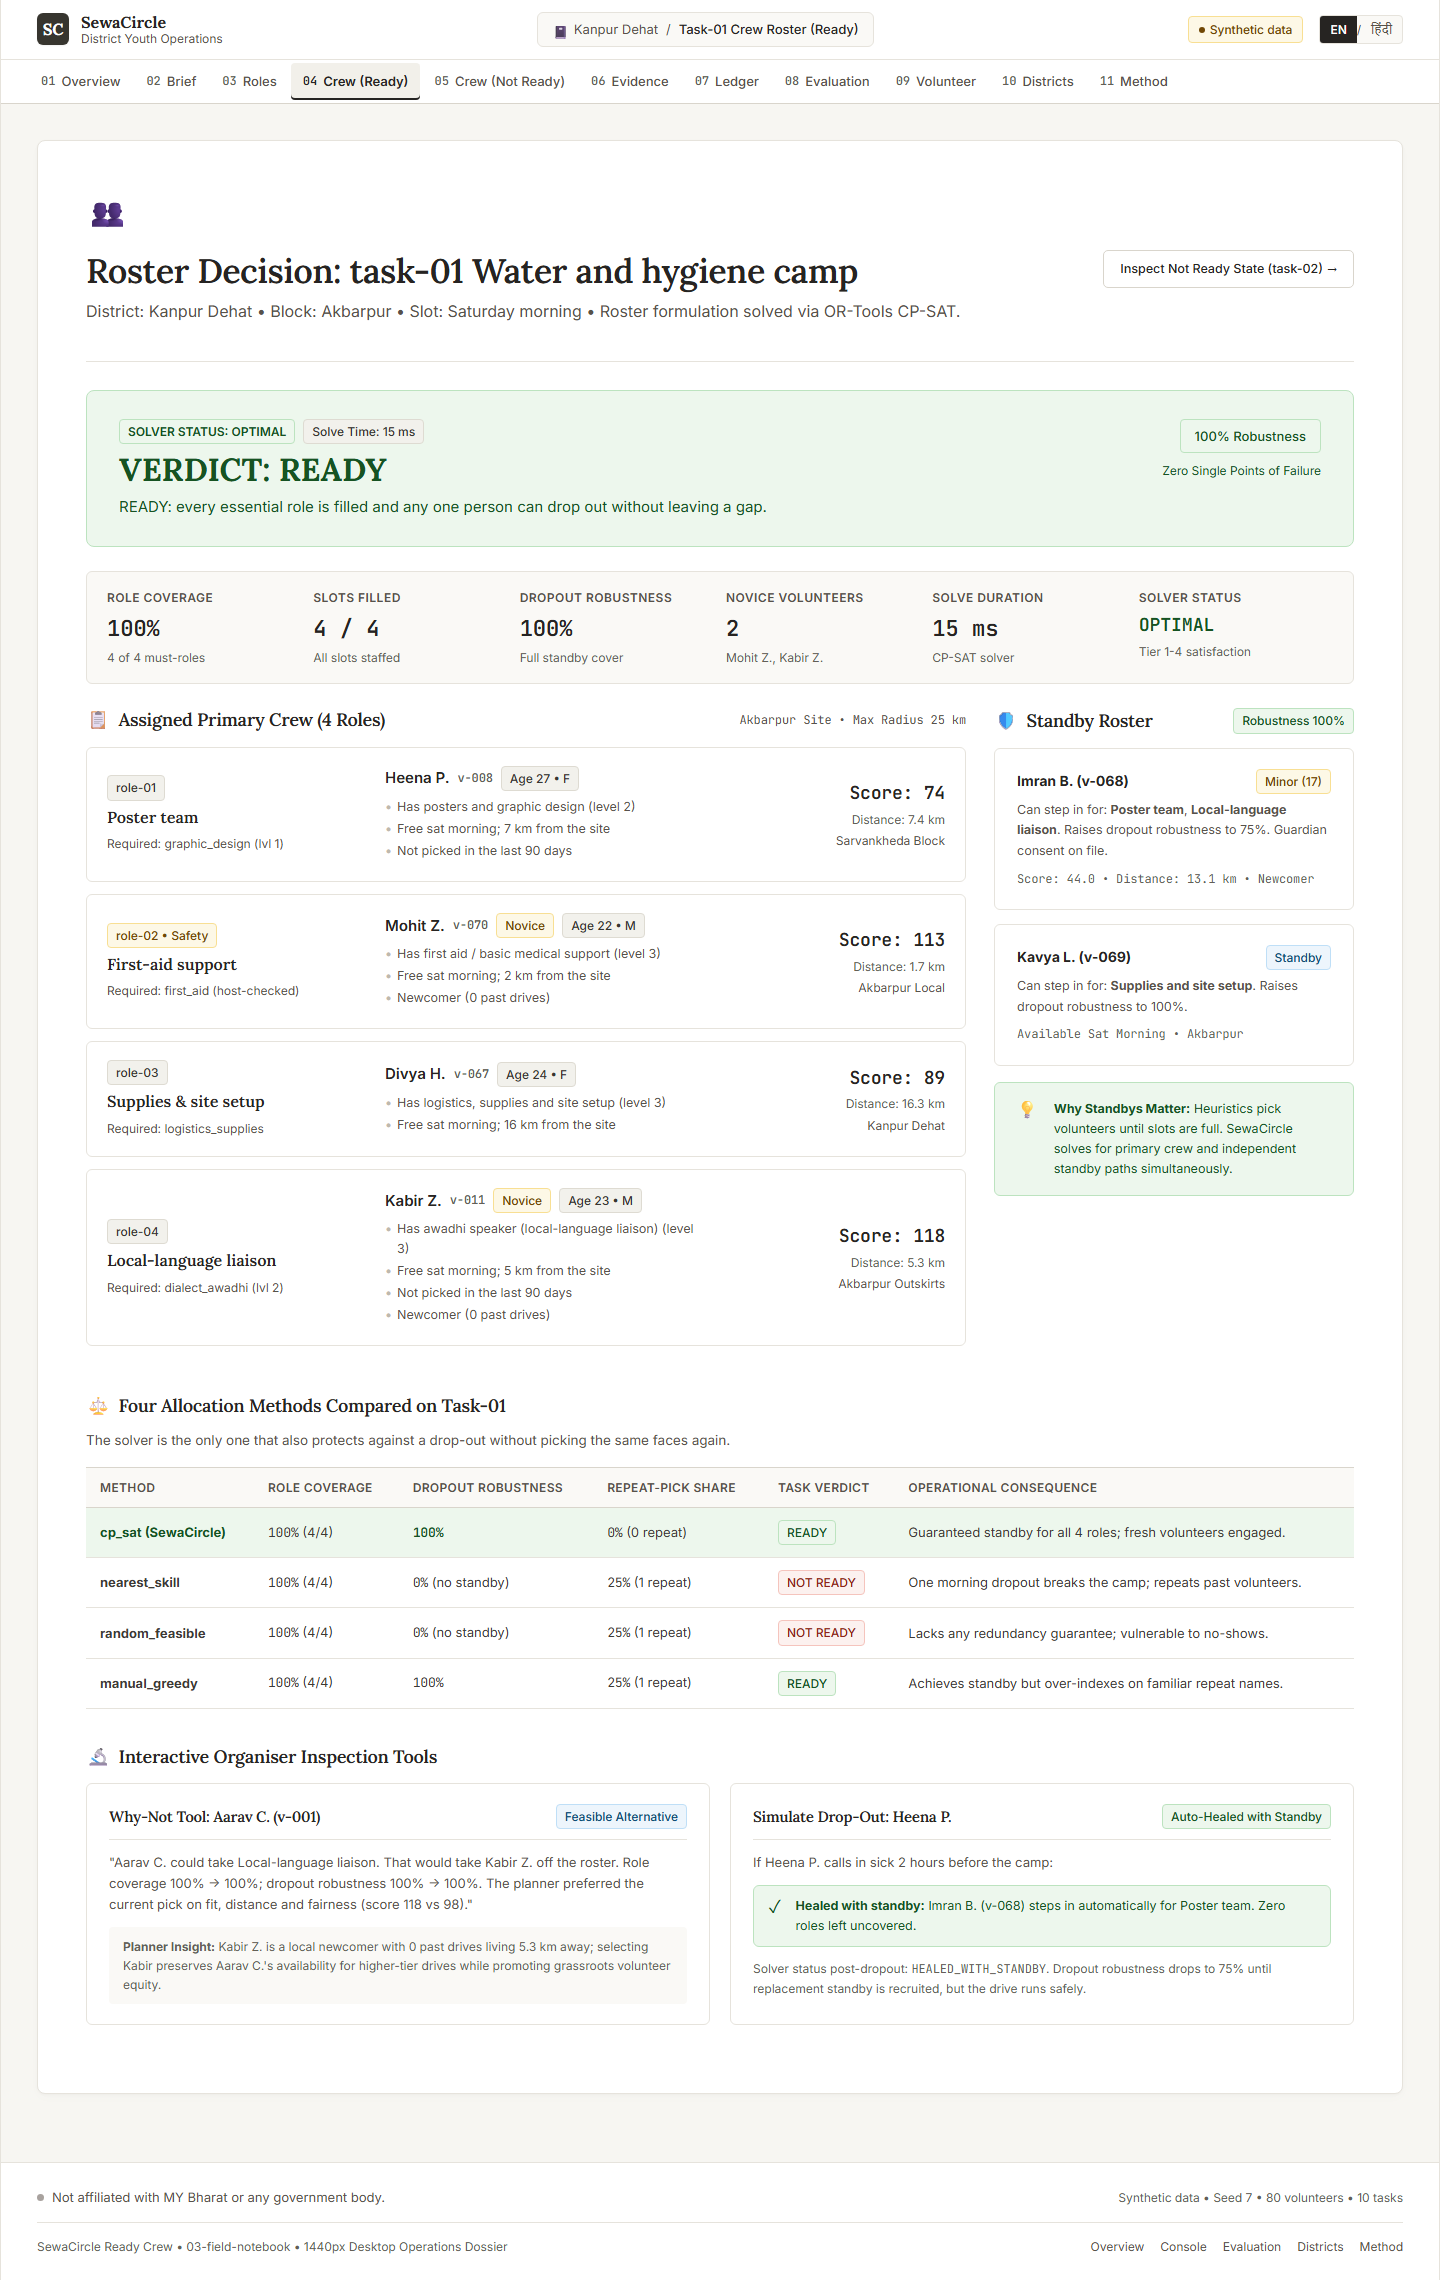 SC
SewaCircle
District Youth Operations
Kanpur Dehat / Task-01 Crew Roster (Ready)
Synthetic data
EN / हिंदी
01 Overview
02 Brief
03 Roles
04 Crew (Ready)
05 Crew (Not Ready)
06 Evidence
07 Ledger
08 Evaluation
09 Volunteer
10 Districts
11 Method
Roster Decision: task-01 Water and hygiene camp
Inspect Not Ready State (task-02) →
District: Kanpur Dehat • Block: Akbarpur • Slot: Saturday morning • Roster formulation solved via OR-Tools CP-SAT.
SOLVER STATUS: OPTIMAL
Solve Time: 15 ms
VERDICT: READY
READY: every essential role is filled and any one person can drop out without leaving a gap.
100% Robustness
Zero Single Points of Failure
ROLE COVERAGE
100%
4 of 4 must-roles
SLOTS FILLED
4 / 4
All slots staffed
DROPOUT ROBUSTNESS
100%
Full standby cover
NOVICE VOLUNTEERS
2
Mohit Z., Kabir Z.
SOLVE DURATION
15 ms
CP-SAT solver
SOLVER STATUS
OPTIMAL
Tier 1-4 satisfaction
Assigned Primary Crew (4 Roles)
Akbarpur Site • Max Radius 25 km
role-01
Poster team
Required: graphic_design (lvl 1)
Heena P. v-008 Age 27 • F
• Has posters and graphic design (level 2)
• Free sat morning; 7 km from the site
• Not picked in the last 90 days
Score: 74
Distance: 7.4 km
Sarvankheda Block
role-02 • Safety
First-aid support
Required: first_aid (host-checked)
Mohit Z. v-070 Novice Age 22 • M
• Has first aid / basic medical support (level 3)
• Free sat morning; 2 km from the site
• Newcomer (0 past drives)
Score: 113
Distance: 1.7 km
Akbarpur Local
role-03
Supplies & site setup
Required: logistics_supplies
Divya H. v-067 Age 24 • F
• Has logistics, supplies and site setup (level 3)
• Free sat morning; 16 km from the site
Score: 89
Distance: 16.3 km
Kanpur Dehat
role-04
Local-language liaison
Required: dialect_awadhi (lvl 2)
Kabir Z. v-011 Novice Age 23 • M
• Has awadhi speaker (local-language liaison) (level
3)
• Free sat morning; 5 km from the site
• Not picked in the last 90 days
• Newcomer (0 past drives)
Score: 118
Distance: 5.3 km
Akbarpur Outskirts
Standby Roster
Robustness 100%
Imran B. (v-068)
Minor (17)
Can step in for: Poster team, Local-language
liaison. Raises dropout robustness to 75%. Guardian
consent on file.
Score: 44.0 • Distance: 13.1 km • Newcomer
Kavya L. (v-069)
Standby
Can step in for: Supplies and site setup. Raises
dropout robustness to 100%.
Available Sat Morning • Akbarpur
Why Standbys Matter: Heuristics pick
volunteers until slots are full. SewaCircle
solves for primary crew and independent
standby paths simultaneously.
Four Allocation Methods Compared on Task-01
The solver is the only one that also protects against a drop-out without picking the same faces again.
METHOD ROLE COVERAGE DROPOUT ROBUSTNESS REPEAT-PICK SHARE TASK VERDICT OPERATIONAL CONSEQUENCE
cp_sat (SewaCircle) 100% (4/4) 100% 0% (0 repeat) READY Guaranteed standby for all 4 roles; fresh volunteers engaged.
nearest_skill 100% (4/4) 0% (no standby) 25% (1 repeat) NOT READY One morning dropout breaks the camp; repeats past volunteers.
random_feasible 100% (4/4) 0% (no standby) 25% (1 repeat) NOT READY Lacks any redundancy guarantee; vulnerable to no-shows.
manual_greedy 100% (4/4) 100% 25% (1 repeat) READY Achieves standby but over-indexes on familiar repeat names.
Interactive Organiser Inspection Tools
Why-Not Tool: Aarav C. (v-001)
Feasible Alternative
"Aarav C. could take Local-language liaison. That would take Kabir Z. off the roster. Role
coverage 100% → 100%; dropout robustness 100% → 100%. The planner preferred the
current pick on fit, distance and fairness (score 118 vs 98)."
Planner Insight: Kabir Z. is a local newcomer with 0 past drives living 5.3 km away; selecting
Kabir preserves Aarav C.'s availability for higher-tier drives while promoting grassroots volunteer
equity.
Simulate Drop-Out: Heena P.
Auto-Healed with Standby
If Heena P. calls in sick 2 hours before the camp:
✓ Healed with standby: Imran B. (v-068) steps in automatically for Poster team. Zero
roles left uncovered.
Solver status post-dropout: HEALED_WITH_STANDBY. Dropout robustness drops to 75% until
replacement standby is recruited, but the drive runs safely.
Not affiliated with MY Bharat or any government body.
Synthetic data • Seed 7 • 80 volunteers • 10 tasks
SewaCircle Ready Crew • 03-field-notebook • 1440px Desktop Operations Dossier
Overview Console Evaluation Districts Method